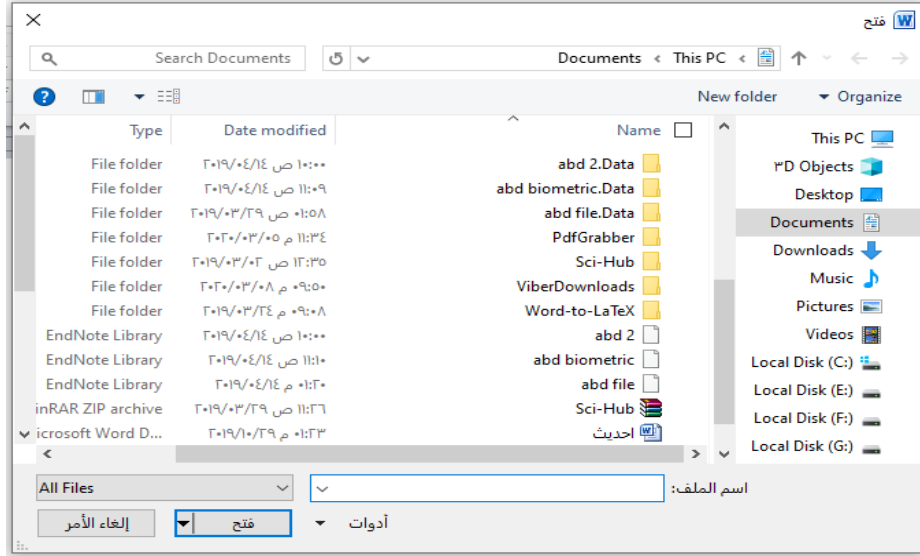 فتح
Documents < This PC <
Search Documents
Organize
New folder
Name
Date modified
Type
abd 2.Data ١٠:٠٠ ص ٢٠١٩/٠٤/١٤ File folder
abd biometric.Data ١١:٠٩ ص ٢٠١٩/٠٤/١٤ File folder
abd file.Data ٠١:٥٨ ص ٢٠١٩/٠٣/٢٩ File folder
PdfGrabber ١١:٣٤ م ٢٠٢٠/٠٣/٠٥ File folder
Sci-Hub ١٢:٣٥ ص ٢٠١٩/٠٣/٠٢ File folder
ViberDownloads ٠٩:٥٠ م ٢٠٢٠/٠٣/٠٨ File folder
Word-to-LaTeX ٠٩:٠٨ م ٢٠١٩/٠٣/٢٤ File folder
abd 2 ١٠:٠٠ ص ٢٠١٩/٠٤/١٤ EndNote Library
abd biometric ١١:١٠ ص ٢٠١٩/٠٤/١٤ EndNote Library
abd file ٠١:٢٠ م ٢٠١٩/٠٤/١٤ EndNote Library
Sci-Hub ١١:٢٦ ص ٢٠١٩/٠٣/٢٩ inRAR ZIP archive
احديث ٠١:٢٣ م ٢٠١٩/١٠/٢٩ icrosoft Word D...
This PC
٣D Objects
Desktop
Documents
Downloads
Music
Pictures
Videos
Local Disk (C:)
Local Disk (E:)
Local Disk (F:)
Local Disk (G:)
اسم الملف:
All Files
أدوات
فتح
إلغاء الأمر